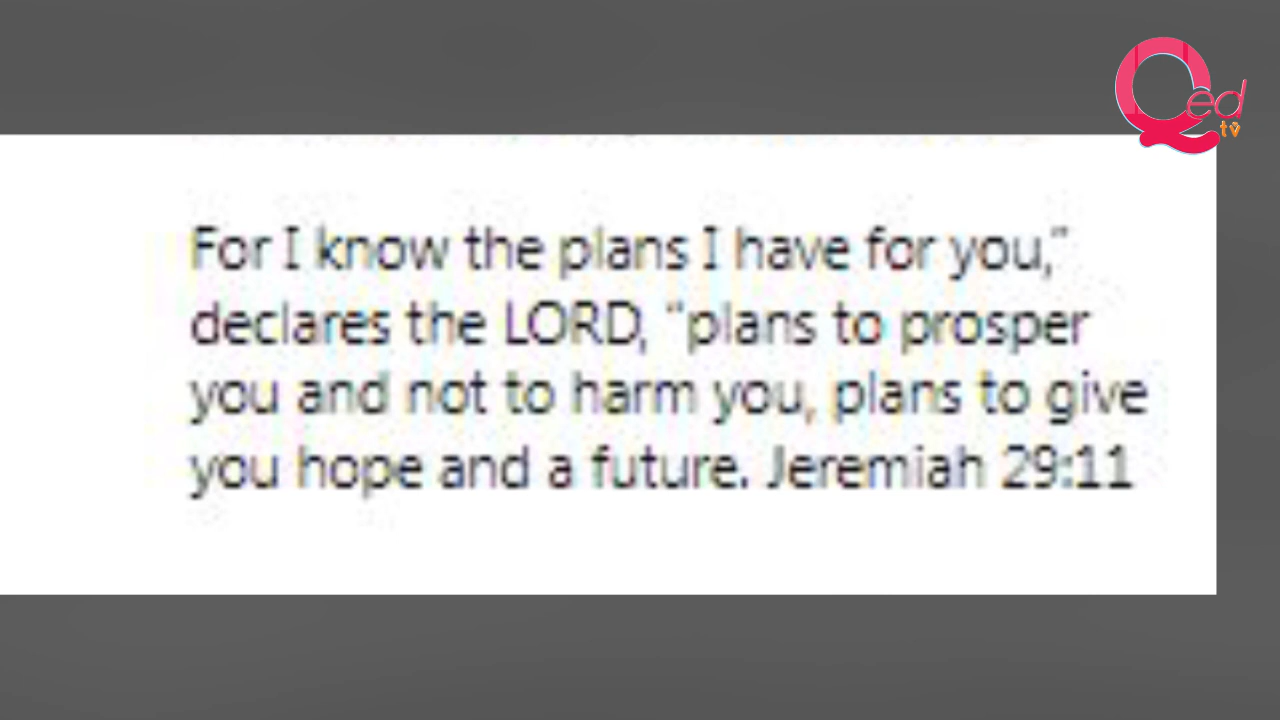 Qed
tv
For I know the plans I have for you,”
declares the LORD, “plans to prosper
you and not to harm you, plans to give
you hope and a future. Jeremiah 29:11